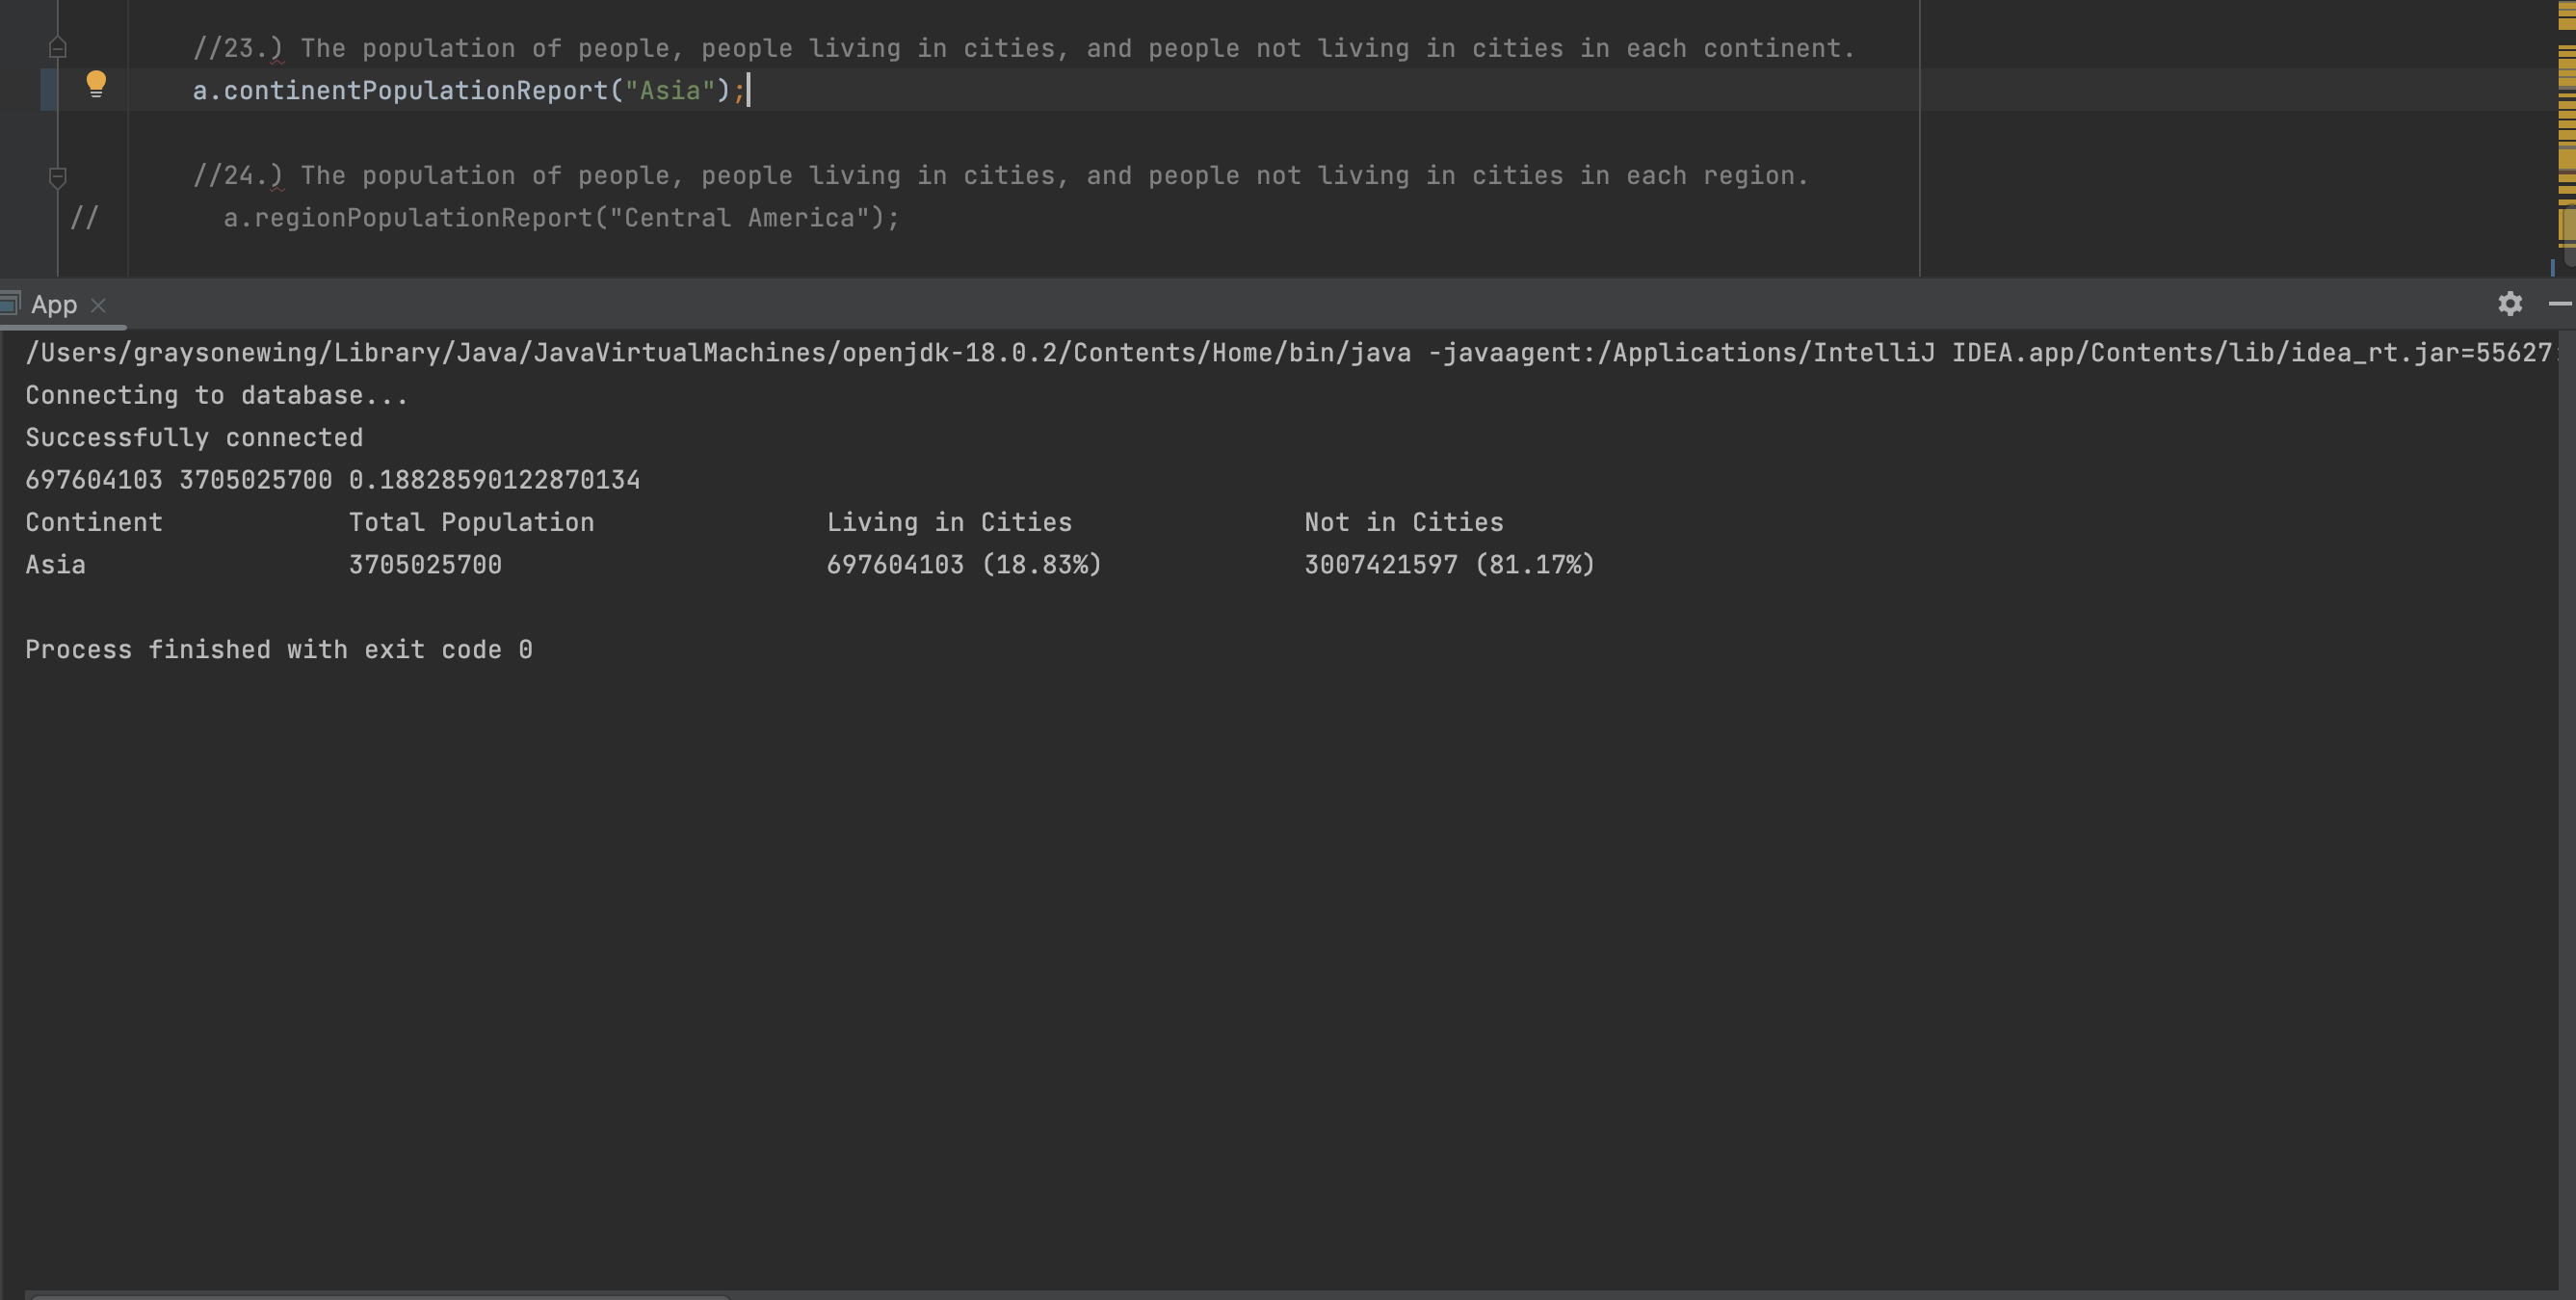 //23.) The population of people, people living in cities, and people not living in cities in each continent.
a.continentPopulationReport("Asia");
//24.) The population of people, people living in cities, and people not living in cities in each region.
// a.regionPopulationReport("Central America");
App
/Users/graysonewing/Library/Java/JavaVirtualMachines/openjdk-18.0.2/Contents/Home/bin/java -javaagent:/Applications/IntelliJ IDEA.app/Contents/lib/idea_rt.jar=55627:
Connecting to database...
Successfully connected
697604103 3705025700 0.18828590122870134
Continent Total Population Living in Cities Not in Cities
Asia 3705025700 697604103 (18.83%) 3007421597 (81.17%)
Process finished with exit code 0